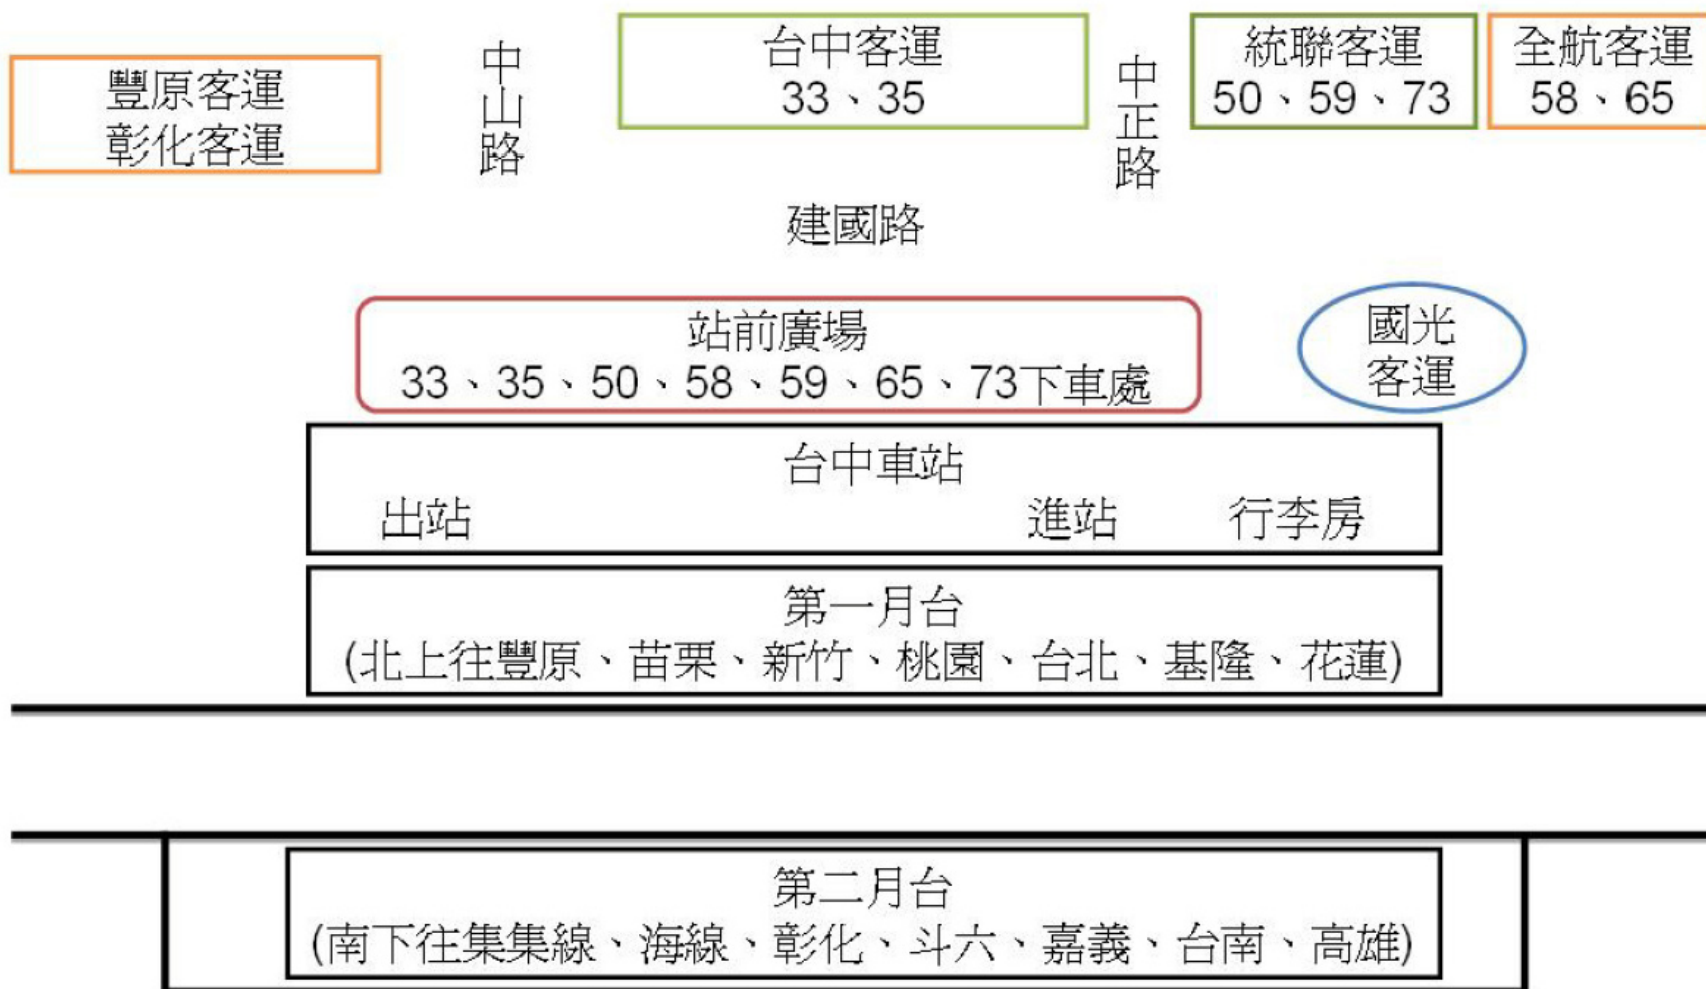 豐原客運
彰化客運
中山路
台中客運
33、35
中正路
統聯客運
50、59、73
全航客運
58、65
建國路
站前廣場
33、35、50、58、59、65、73下車處
國光
客運
台中車站
出站 進站 行李房
第一月台
(北上往豐原、苗栗、新竹、桃園、台北、基隆、花蓮)
第二月台
(南下往集集線、海線、彰化、斗六、嘉義、台南、高雄)